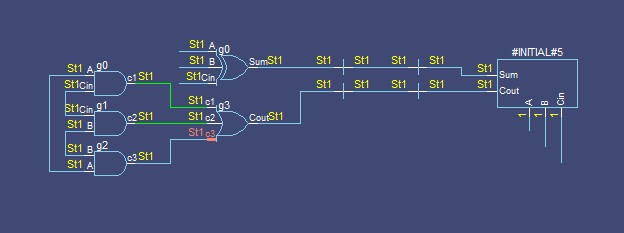 St1 A g0
St1 B Sum St1 St1 St1 St1 #INITIAL#5
St1 Cin
St1 A g0 c1 St1 St1 Sum
St1 Cin St1 St1 St1 Cout
g1 St1 c1 g3 A B Cin
St1 Cin c2 St1 St1 c2 Cout St1 1 1 1
St1 B St1 c3
g2
St1 B c3 St1
St1 A